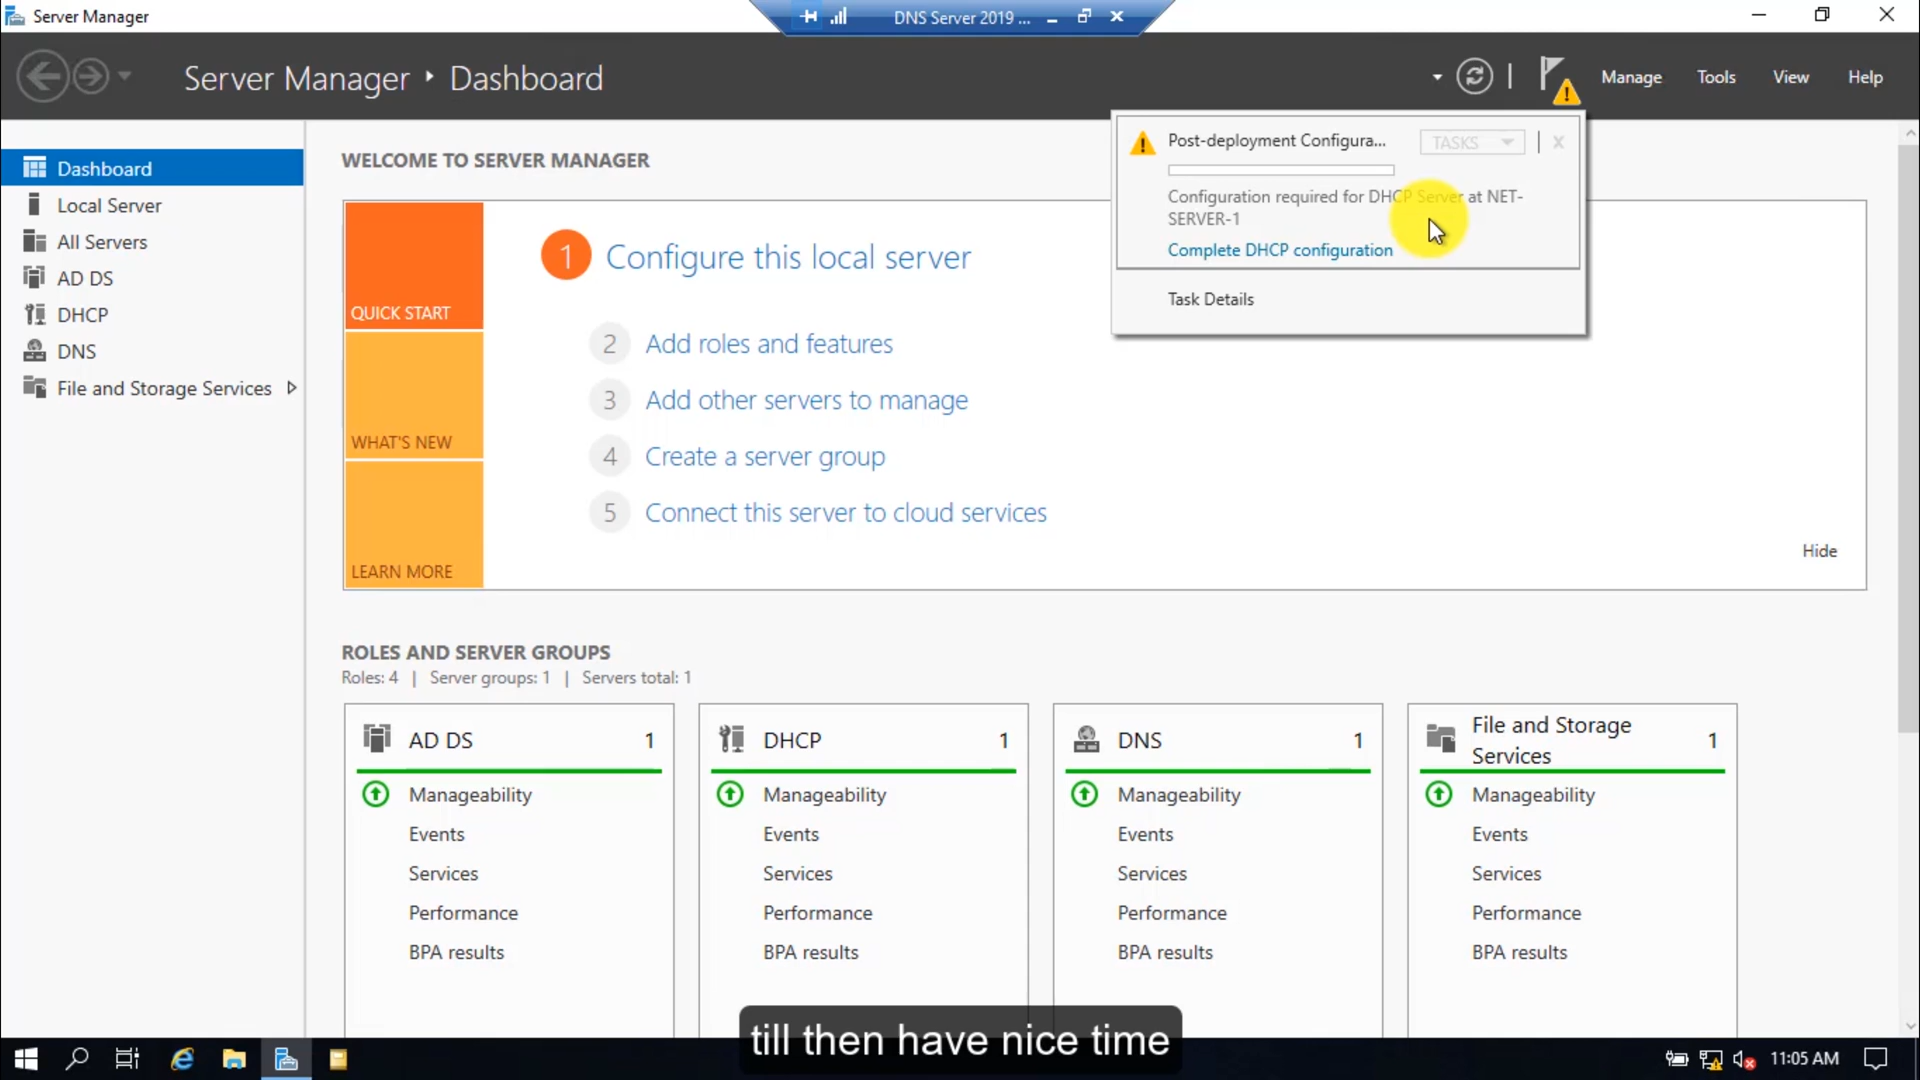 Server Manager
DNS Server 2019 ...
Server Manager ‣ Dashboard
Manage
Tools
View
Help
Post-deployment Configura...
TASKS
Configuration required for DHCP Server at NET-
SERVER-1
Complete DHCP configuration
Task Details
Dashboard
Local Server
All Servers
AD DS
DHCP
DNS
File and Storage Services
WELCOME TO SERVER MANAGER
QUICK START
WHAT'S NEW
LEARN MORE
1 Configure this local server
2 Add roles and features
3 Add other servers to manage
4 Create a server group
5 Connect this server to cloud services
Hide
ROLES AND SERVER GROUPS
Roles: 4 | Server groups: 1 | Servers total: 1
AD DS 1
Manageability
Events
Services
Performance
BPA results
DHCP 1
Manageability
Events
Services
Performance
BPA results
DNS 1
Manageability
Events
Services
Performance
BPA results
File and Storage
Services 1
Manageability
Events
Services
Performance
BPA results
till then have nice time
11:05 AM